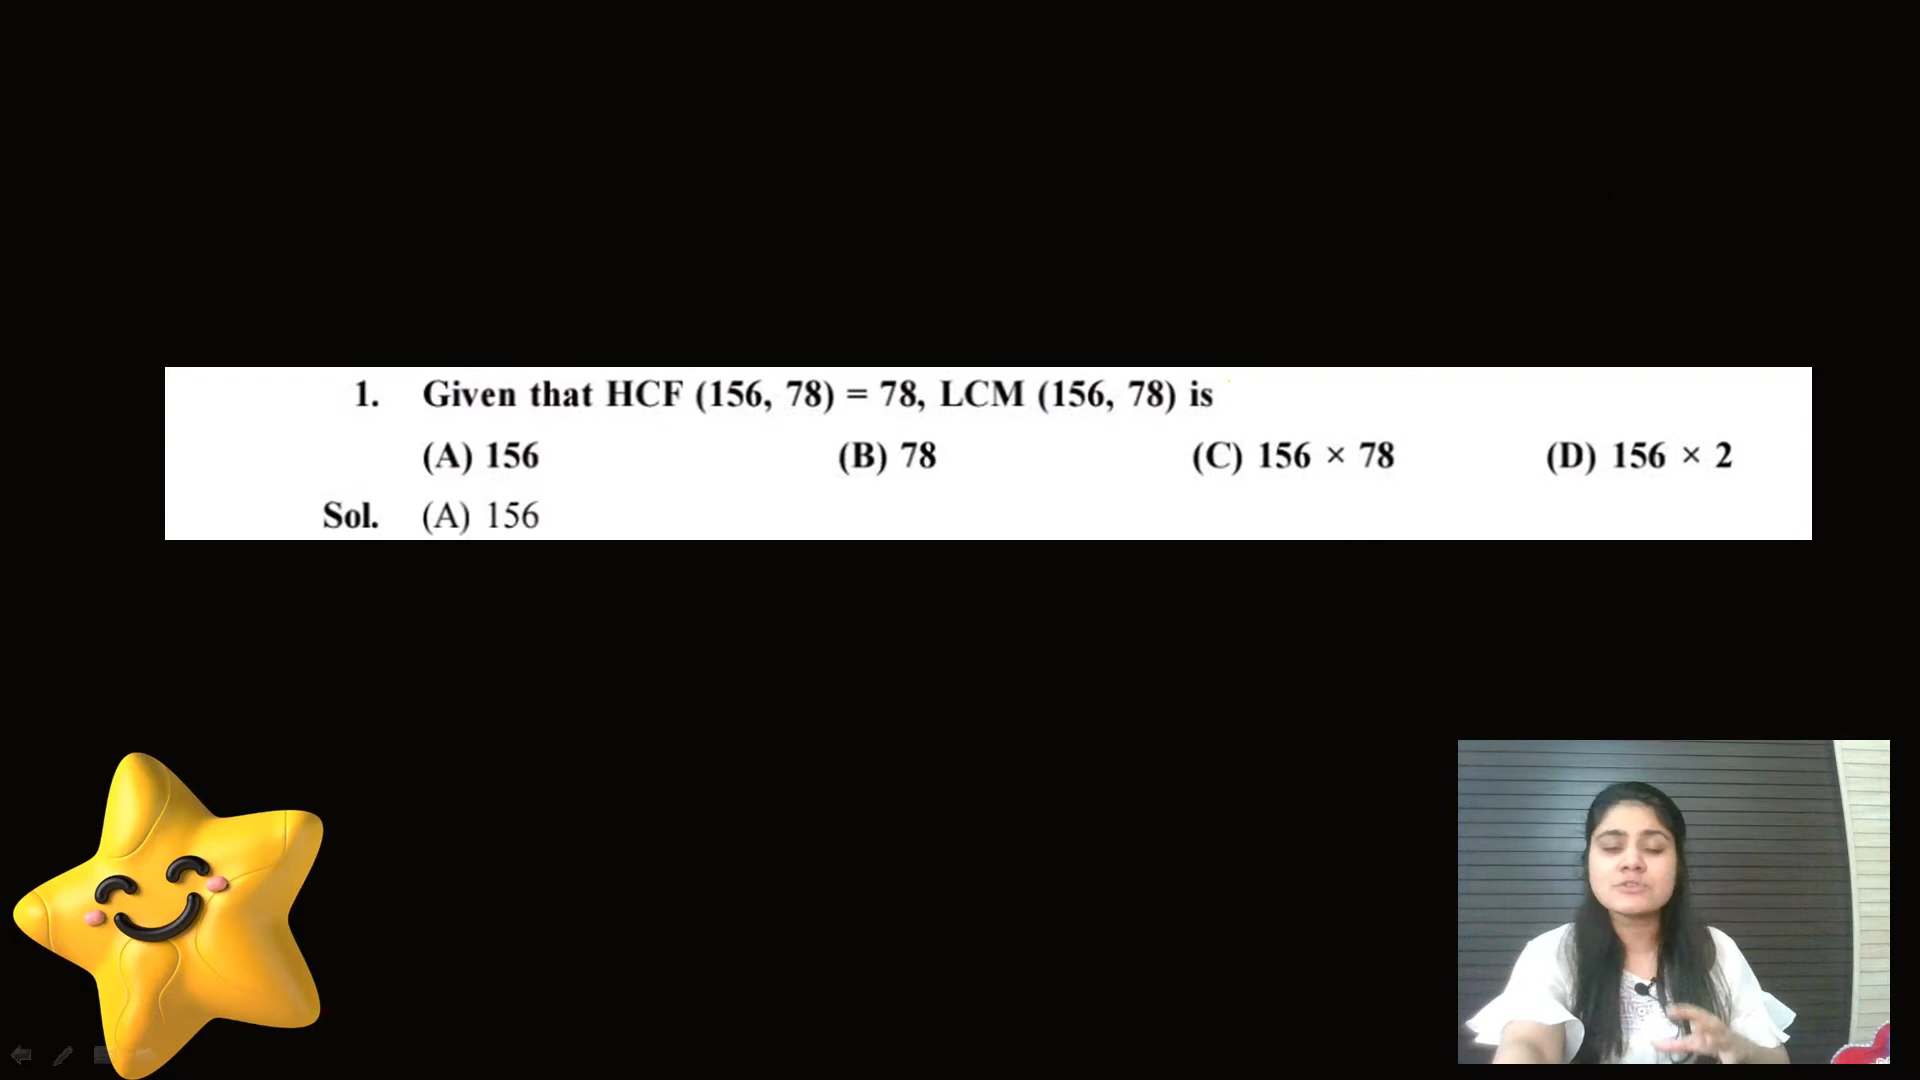 1. Given that HCF (156, 78) = 78, LCM (156, 78) is
(A) 156 (B) 78 (C) 156 × 78 (D) 156 × 2
Sol. (A) 156